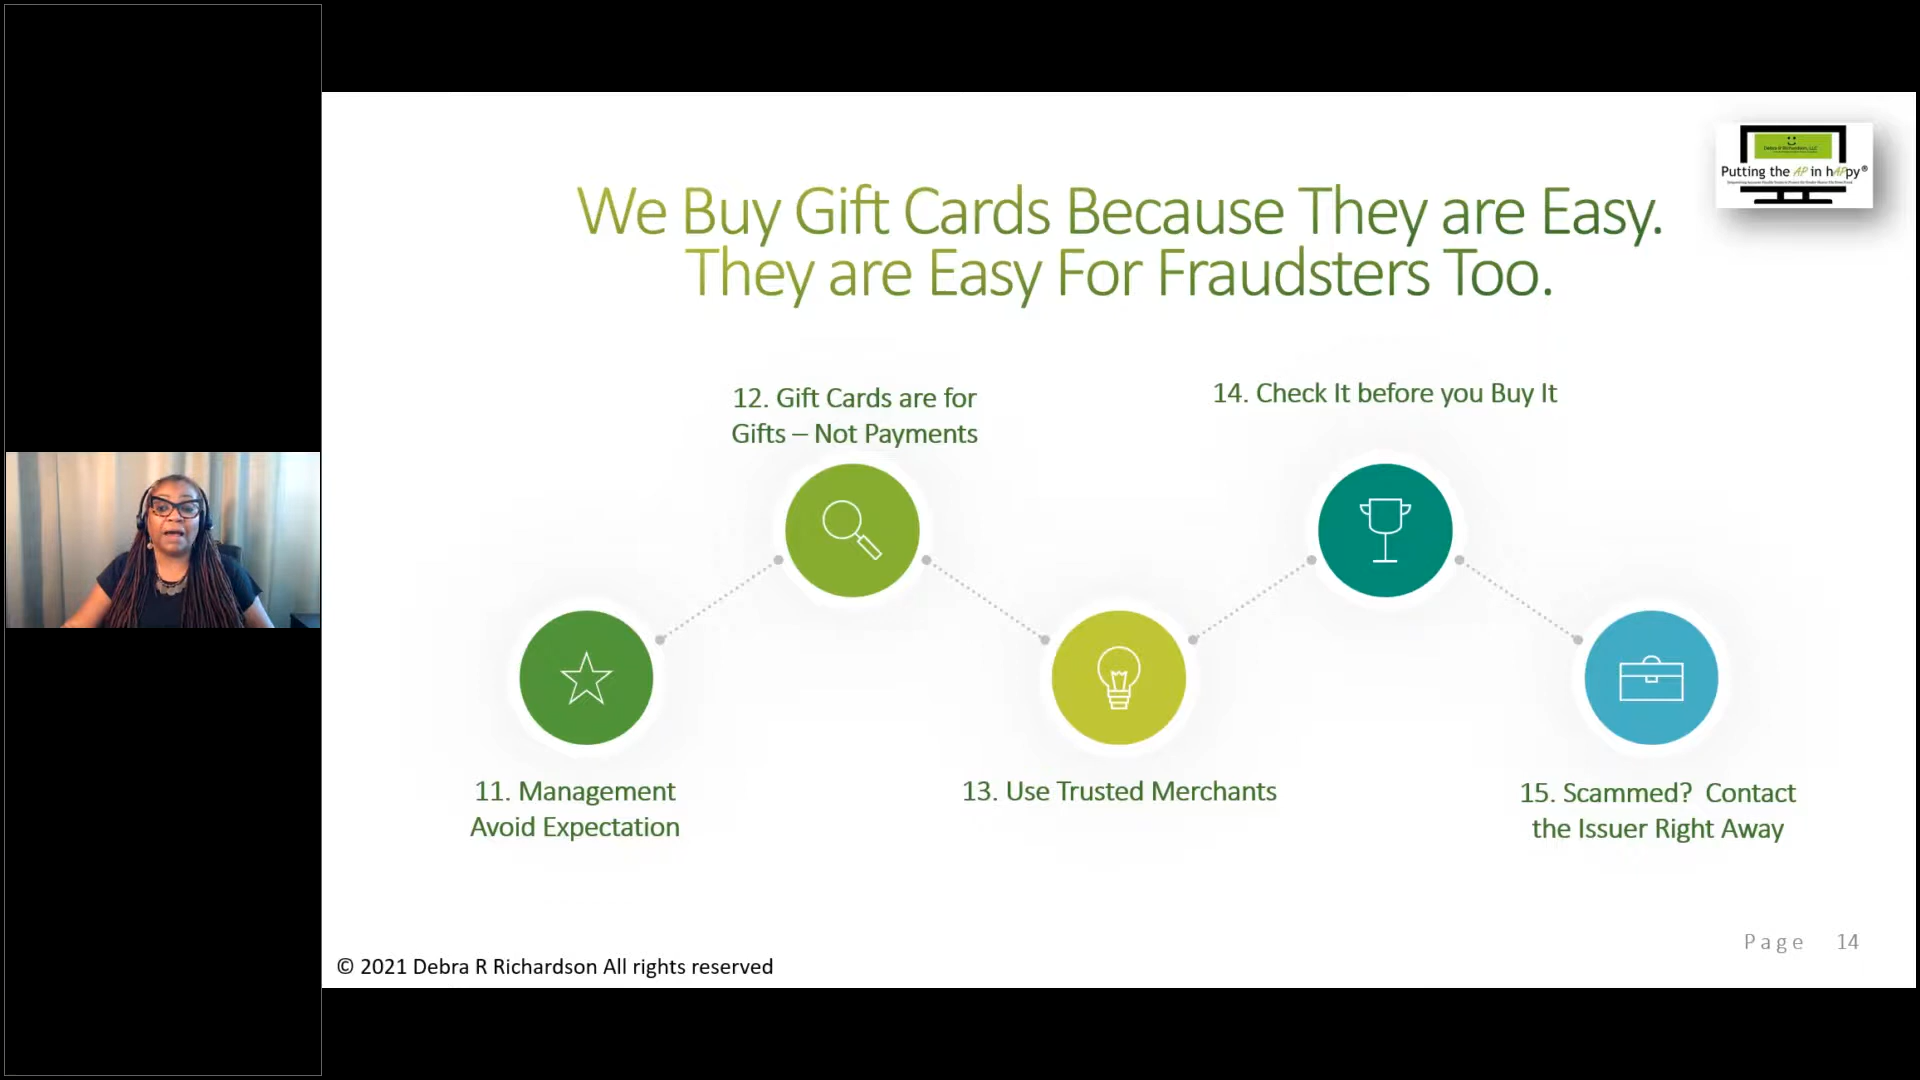 Debra R Richardson, LLC
Putting the AP in hAPpy®
We Buy Gift Cards Because They are Easy.
They are Easy For Fraudsters Too.
12. Gift Cards are for
Gifts – Not Payments
14. Check It before you Buy It
11. Management
Avoid Expectation
13. Use Trusted Merchants
15. Scammed?  Contact
the Issuer Right Away
Page 14
© 2021 Debra R Richardson All rights reserved